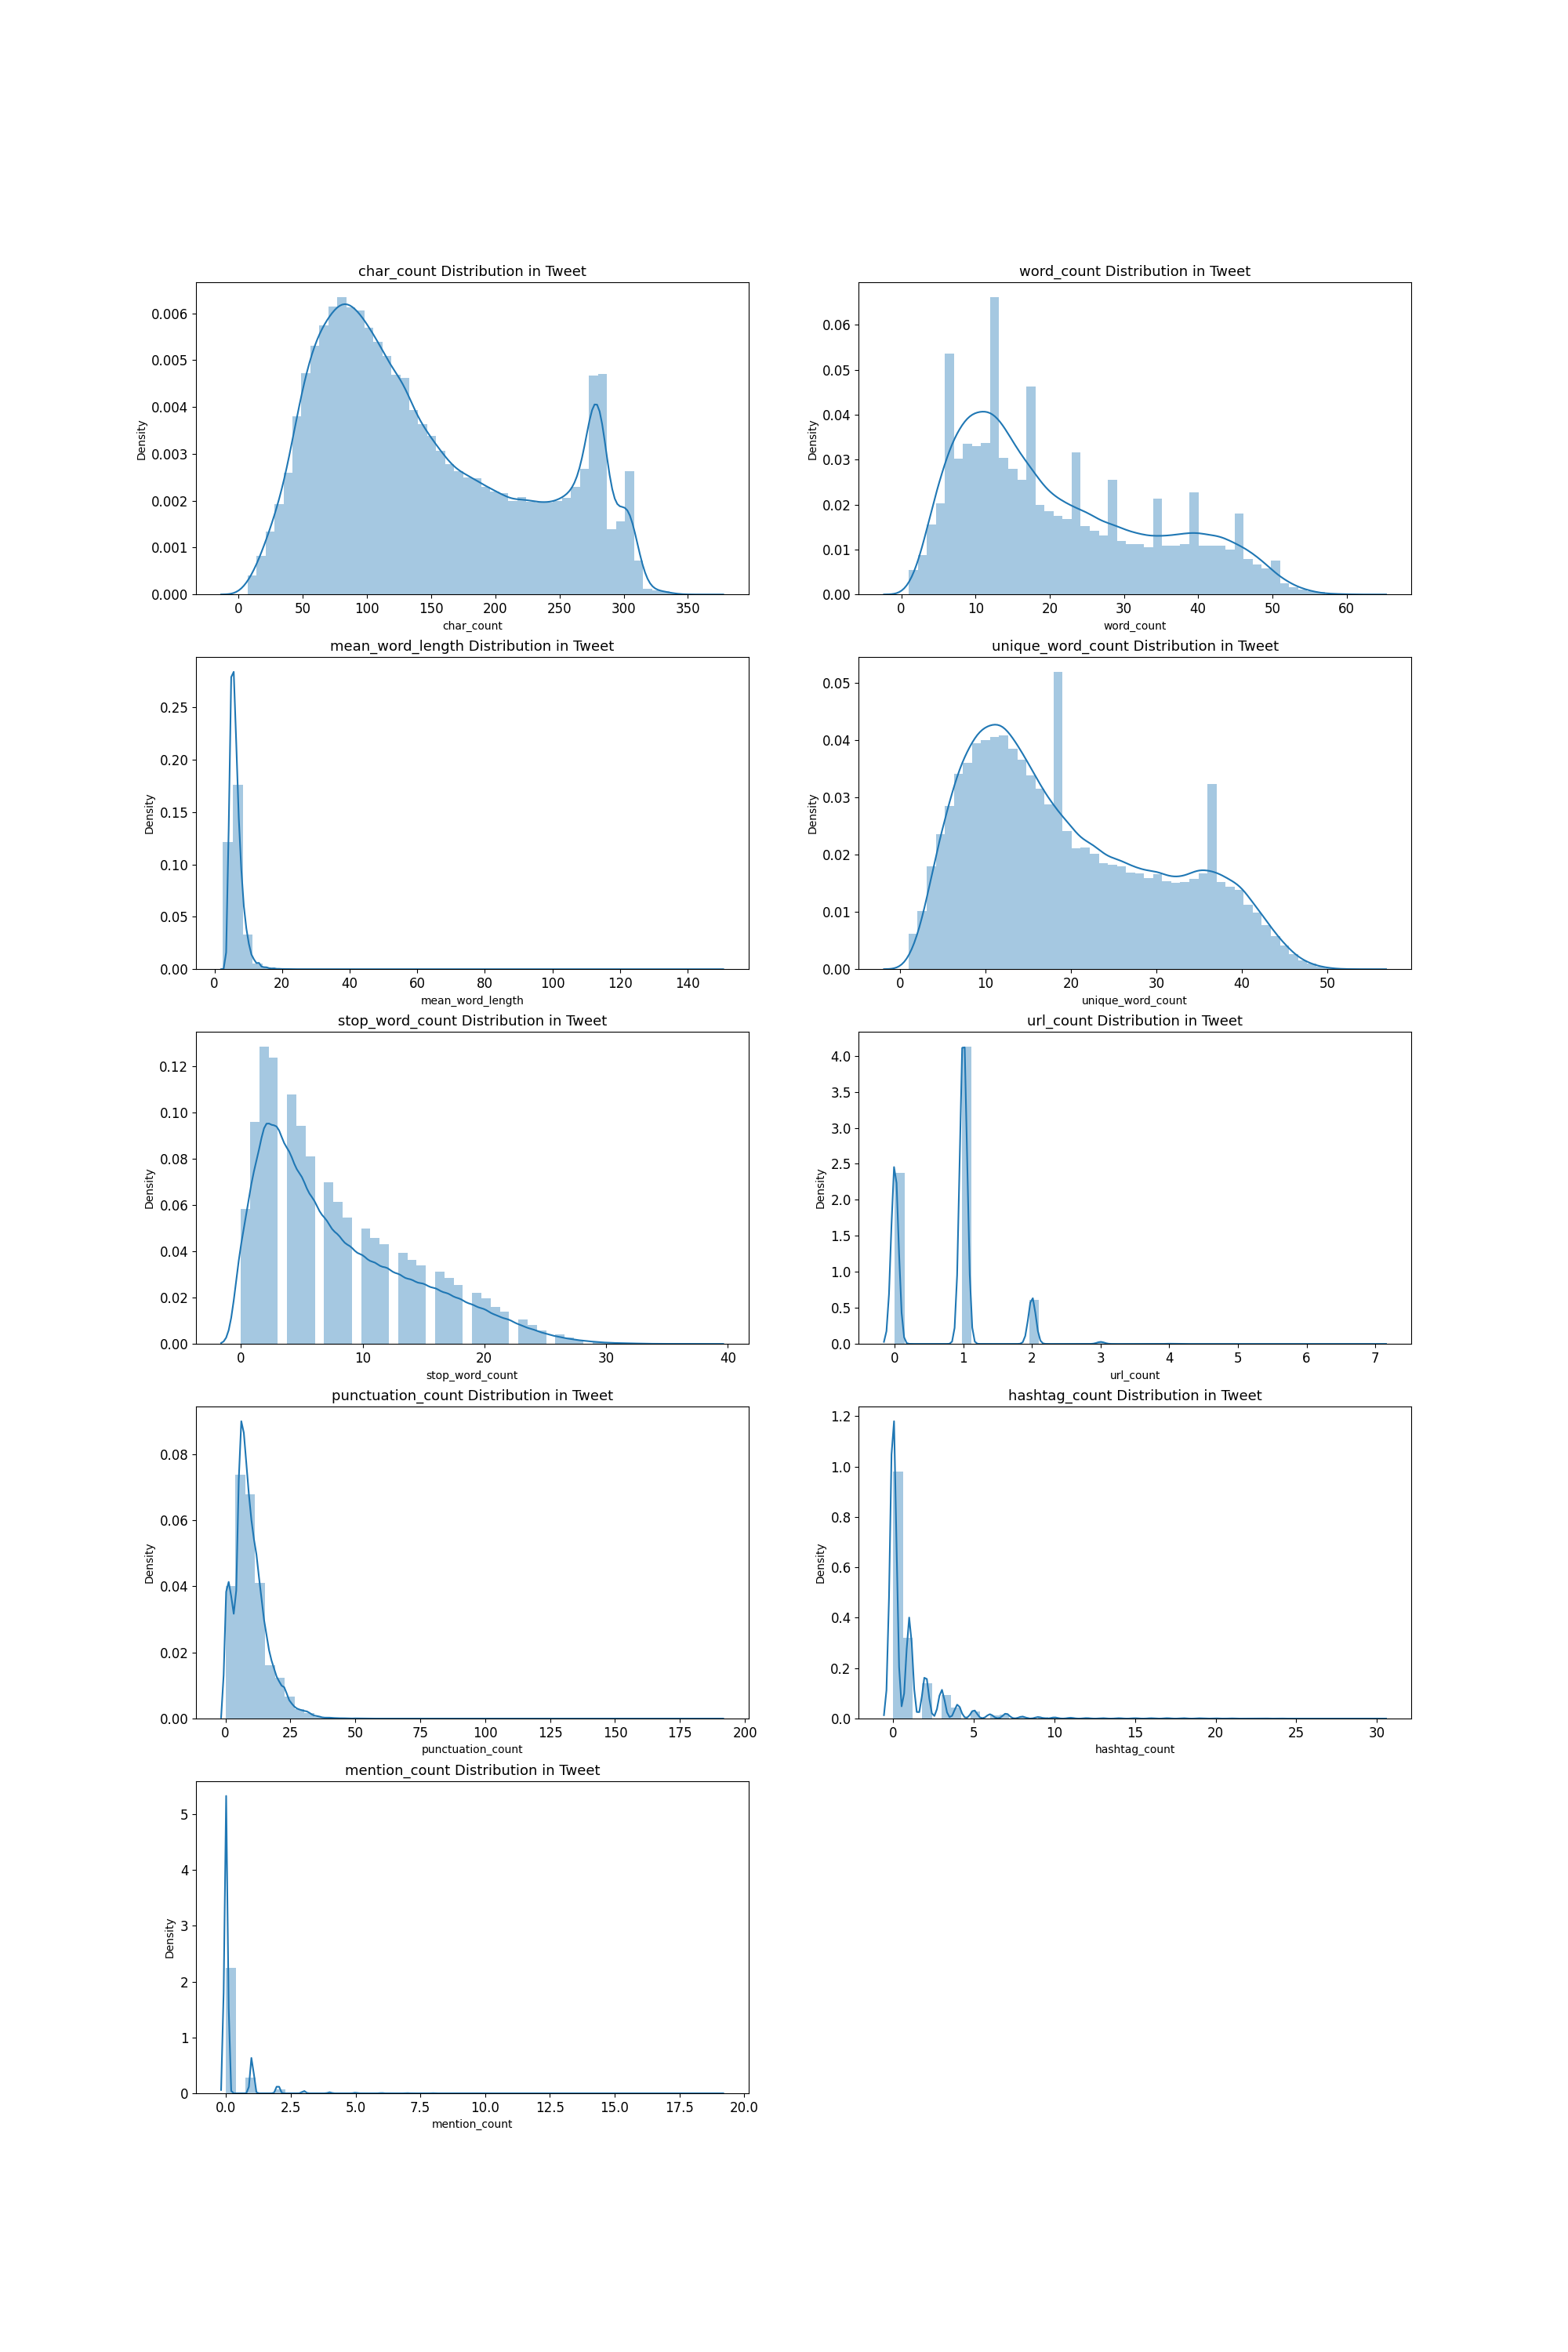 char_count Distribution in Tweet
Density
0.006
0.005
0.004
0.003
0.002
0.001
0.000
0 50 100 150 200 250 300 350
char_count
word_count Distribution in Tweet
Density
0.06
0.05
0.04
0.03
0.02
0.01
0.00
0 10 20 30 40 50 60
word_count
mean_word_length Distribution in Tweet
Density
0.25
0.20
0.15
0.10
0.05
0.00
0 20 40 60 80 100 120 140
mean_word_length
unique_word_count Distribution in Tweet
Density
0.05
0.04
0.03
0.02
0.01
0.00
0 10 20 30 40 50
unique_word_count
stop_word_count Distribution in Tweet
Density
0.12
0.10
0.08
0.06
0.04
0.02
0.00
0 10 20 30 40
stop_word_count
url_count Distribution in Tweet
Density
4.0
3.5
3.0
2.5
2.0
1.5
1.0
0.5
0.0
0 1 2 3 4 5 6 7
url_count
punctuation_count Distribution in Tweet
Density
0.08
0.06
0.04
0.02
0.00
0 25 50 75 100 125 150 175 200
punctuation_count
hashtag_count Distribution in Tweet
Density
1.2
1.0
0.8
0.6
0.4
0.2
0.0
0 5 10 15 20 25 30
hashtag_count
mention_count Distribution in Tweet
Density
5
4
3
2
1
0
0.0 2.5 5.0 7.5 10.0 12.5 15.0 17.5 20.0
mention_count